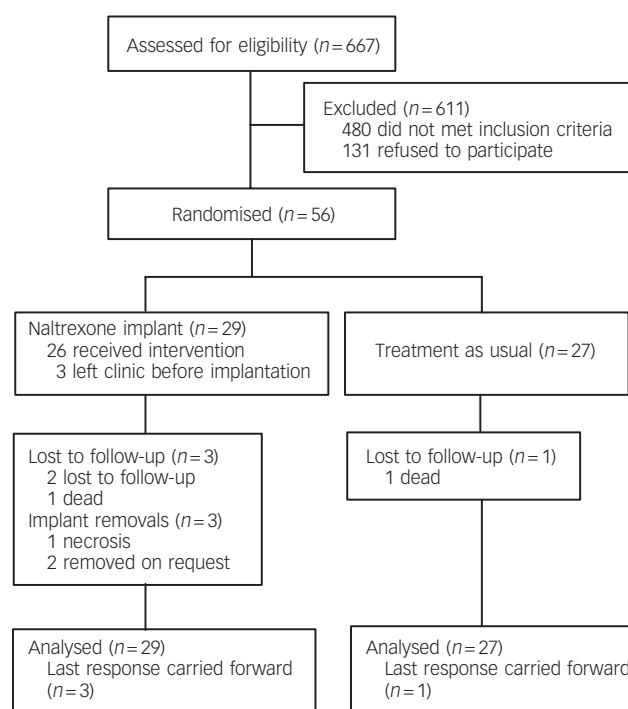 Assessed for eligibility (n=667)
Excluded (n=611)
480 did not met inclusion criteria
131 refused to participate
Randomised (n=56)
Naltrexone implant (n=29)
26 received intervention
3 left clinic before implantation
Treatment as usual (n=27)
Lost to follow-up (n=3)
2 lost to follow-up
1 dead
Implant removals (n=3)
1 necrosis
2 removed on request
Lost to follow-up (n=1)
1 dead
Analysed (n=29)
Last response carried forward
(n=3)
Analysed (n=27)
Last response carried forward
(n=1)